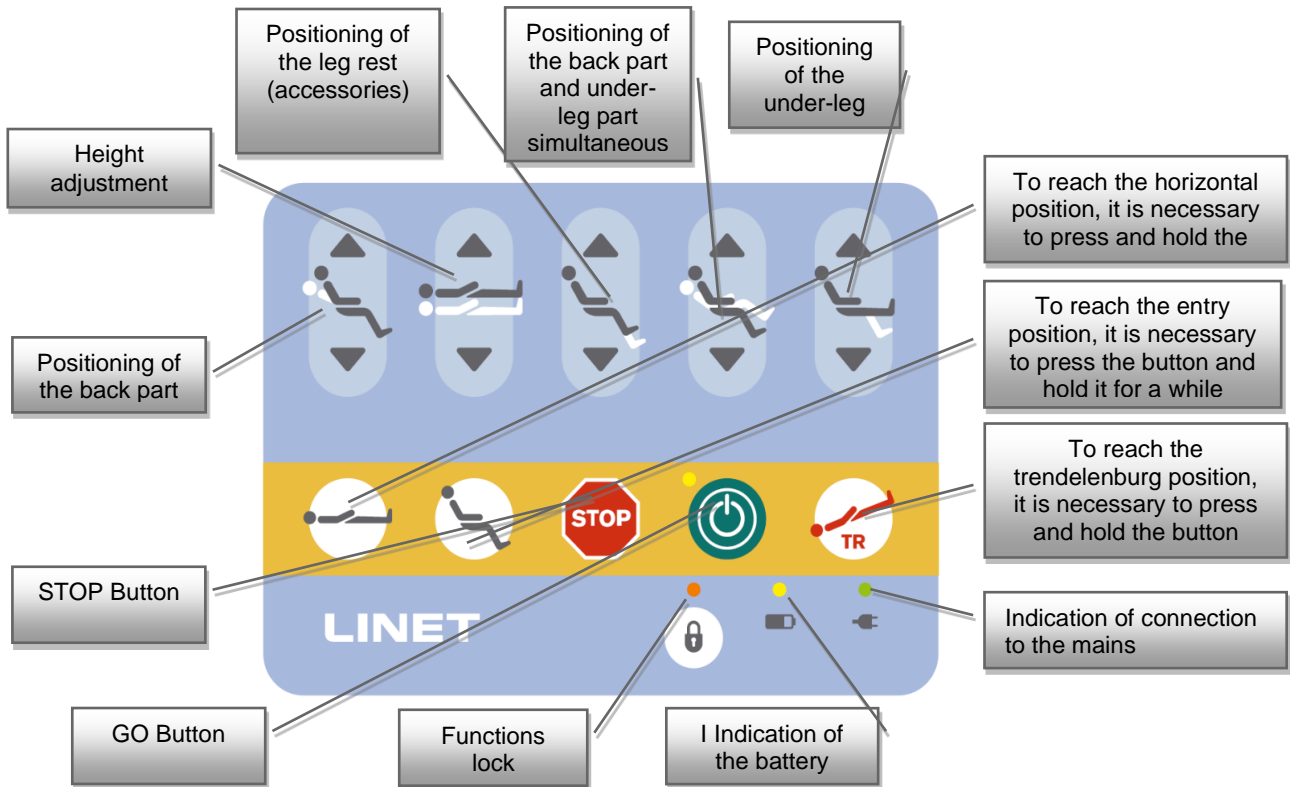 Positioning of
the leg rest
(accessories)
Positioning of
the back part
and under-
leg part
simultaneous
Positioning
of the
under-leg
Height
adjustment
To reach the horizontal
position, it is necessary
to press and hold the
To reach the entry
position, it is necessary
to press the button and
hold it for a while
Positioning of
the back part
To reach the
trendelenburg position,
it is necessary to press
and hold the button
STOP
TR
STOP Button
LINET
Indication of connection
to the mains
GO Button
Functions
lock
I Indication of
the battery